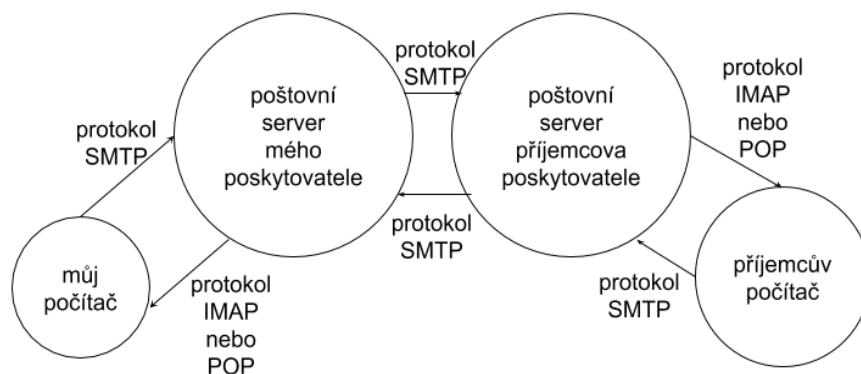 protokol
SMTP
poštovní
server
mého
poskytovatele
protokol
SMTP
poštovní
server
příjemcova
poskytovatele
protokol
IMAP
nebo
POP
protokol
SMTP
můj
počítač
protokol
IMAP
nebo
POP
protokol
SMTP
příjemcův
počítač